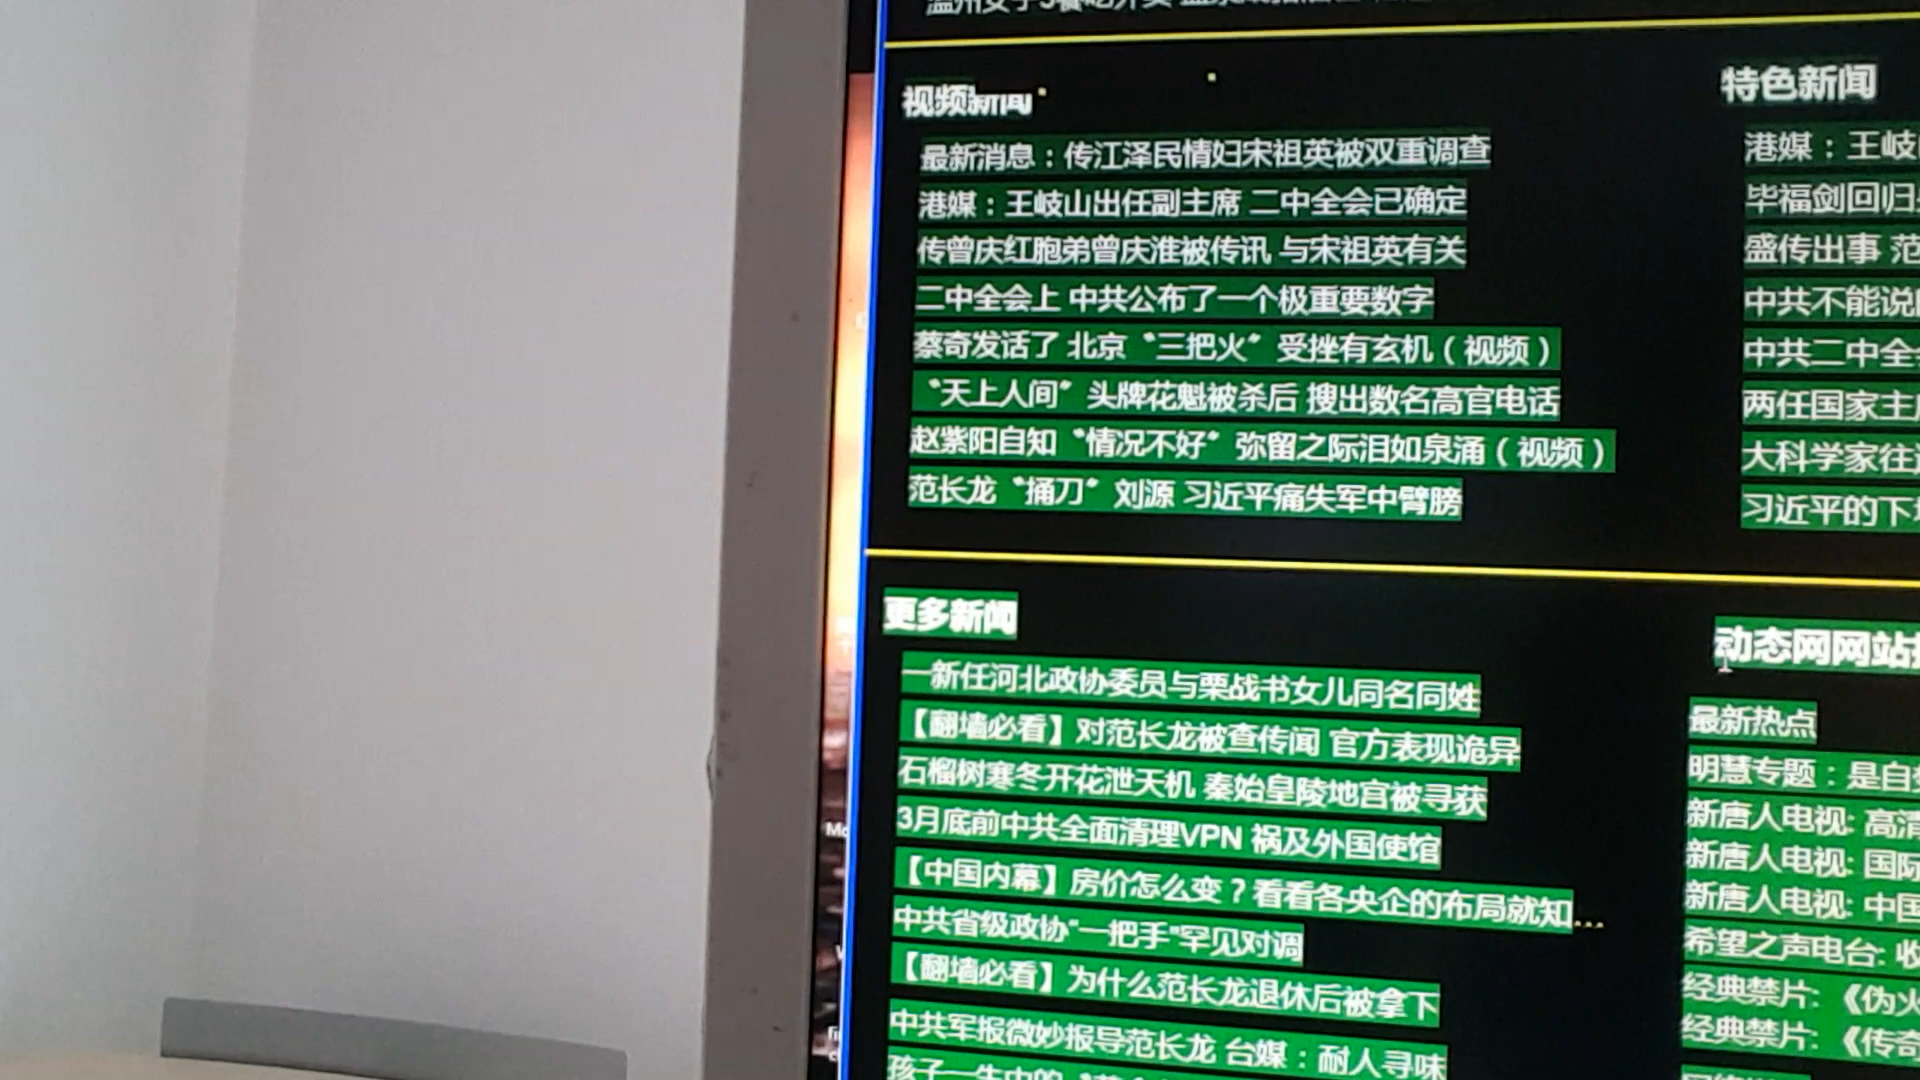 视频新闻
最新消息：传江泽民情妇宋祖英被双重调查
港媒：王岐山出任副主席 二中全会已确定
传曾庆红胞弟曾庆淮被传讯 与宋祖英有关
二中全会上 中共公布了一个极重要数字
蔡奇发话了 北京“三把火”受挫有玄机（视频）
“天上人间”头牌花魁被杀后 搜出数名高官电话
赵紫阳自知“情况不好”弥留之际泪如泉涌（视频）
范长龙“捅刀”刘源 习近平痛失军中臂膀
特色新闻
港媒：王岐
毕福剑回归
盛传出事 范
中共不能说
中共二中全
两任国家主
大科学家往
习近平的下
更多新闻
一新任河北政协委员与栗战书女儿同名同姓
【翻墙必看】对范长龙被查传闻 官方表现诡异
石榴树寒冬开花泄天机 秦始皇陵地宫被寻获
3月底前中共全面清理VPN 祸及外国使馆
【中国内幕】房价怎么变？看看各央企的布局就知...
中共省级政协“一把手”罕见对调
【翻墙必看】为什么范长龙退休后被拿下
中共军报微妙报导范长龙 台媒：耐人寻味
动态网网站
最新热点
明慧专题：是自
新唐人电视: 高清
新唐人电视: 国际
新唐人电视: 中国
希望之声电台: 收
经典禁片: 《伪火
经典禁片: 《传奇